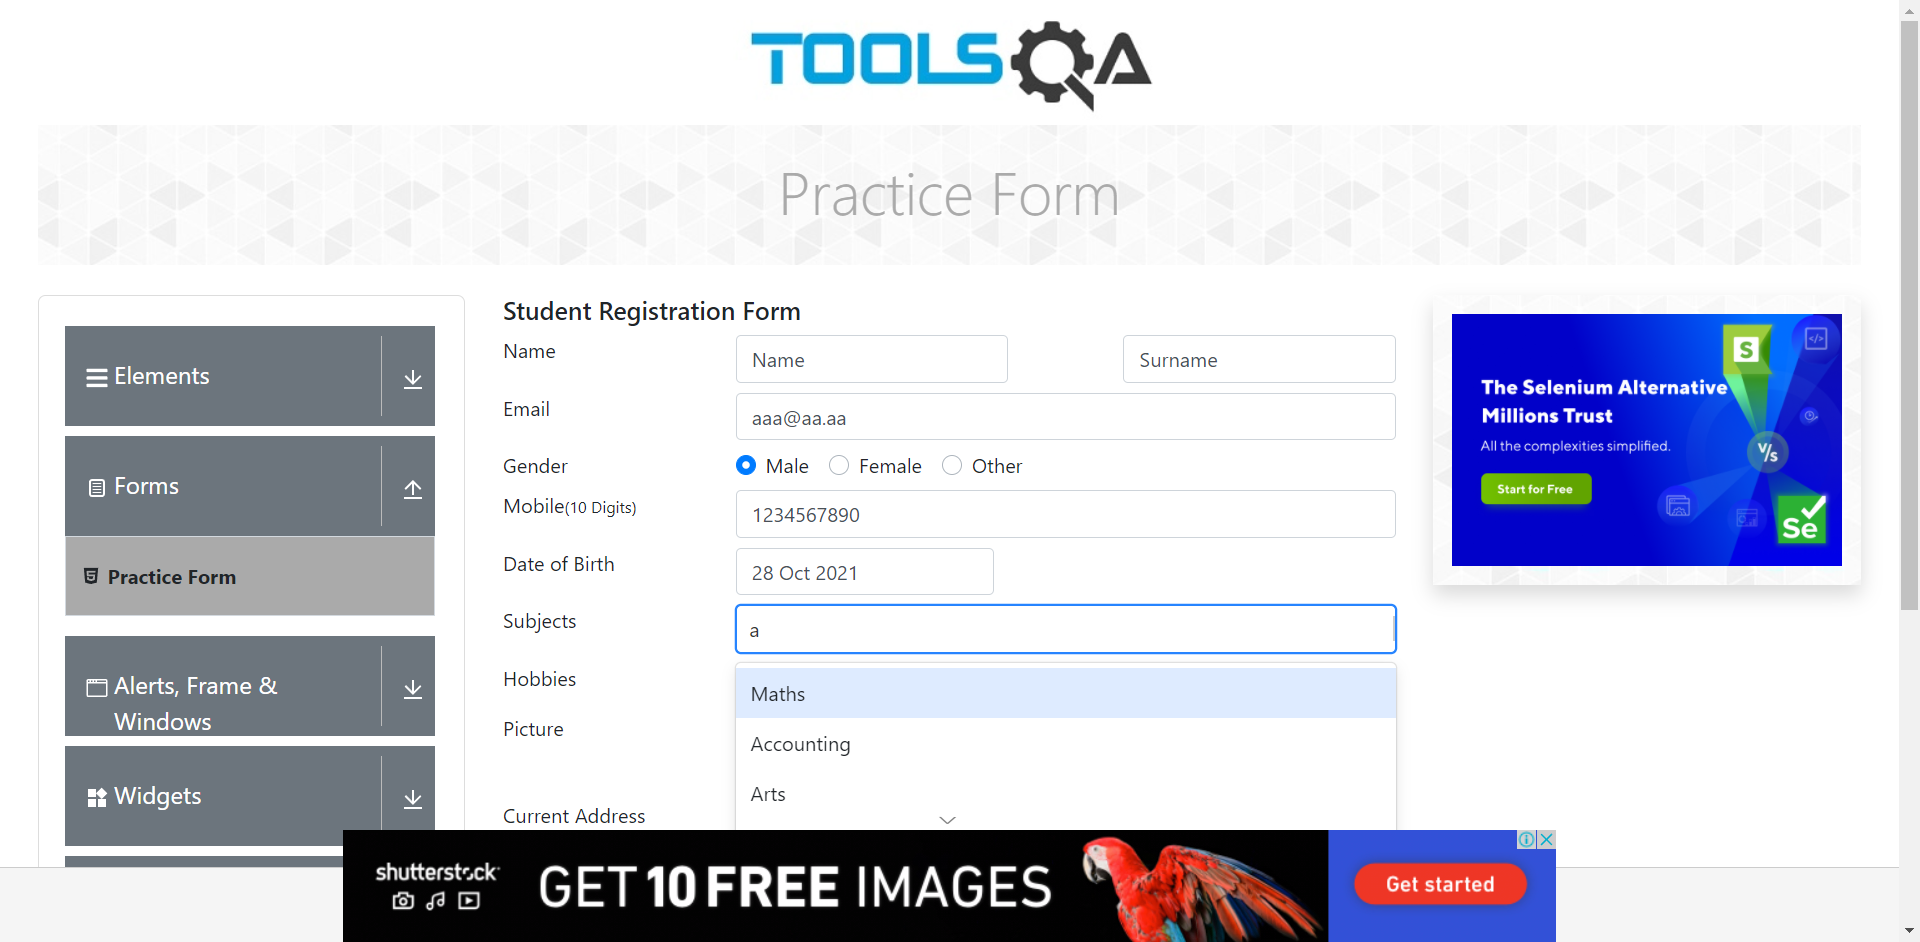 TOOLSQA
Practice Form
Elements
Forms
Practice Form
Alerts, Frame &
Windows
Widgets
Student Registration Form
Name
Name
Surname
Email
aaa@aa.aa
Gender
Male
Female
Other
Mobile(10 Digits)
1234567890
Date of Birth
28 Oct 2021
Subjects
a
Maths
Accounting
Arts
Hobbies
Picture
Current Address
S
</>
The Selenium Alternative
Millions Trust
All the complexities simplified.
V/s
Start for Free
Se
shutterstock
GET 10 FREE IMAGES
Get started